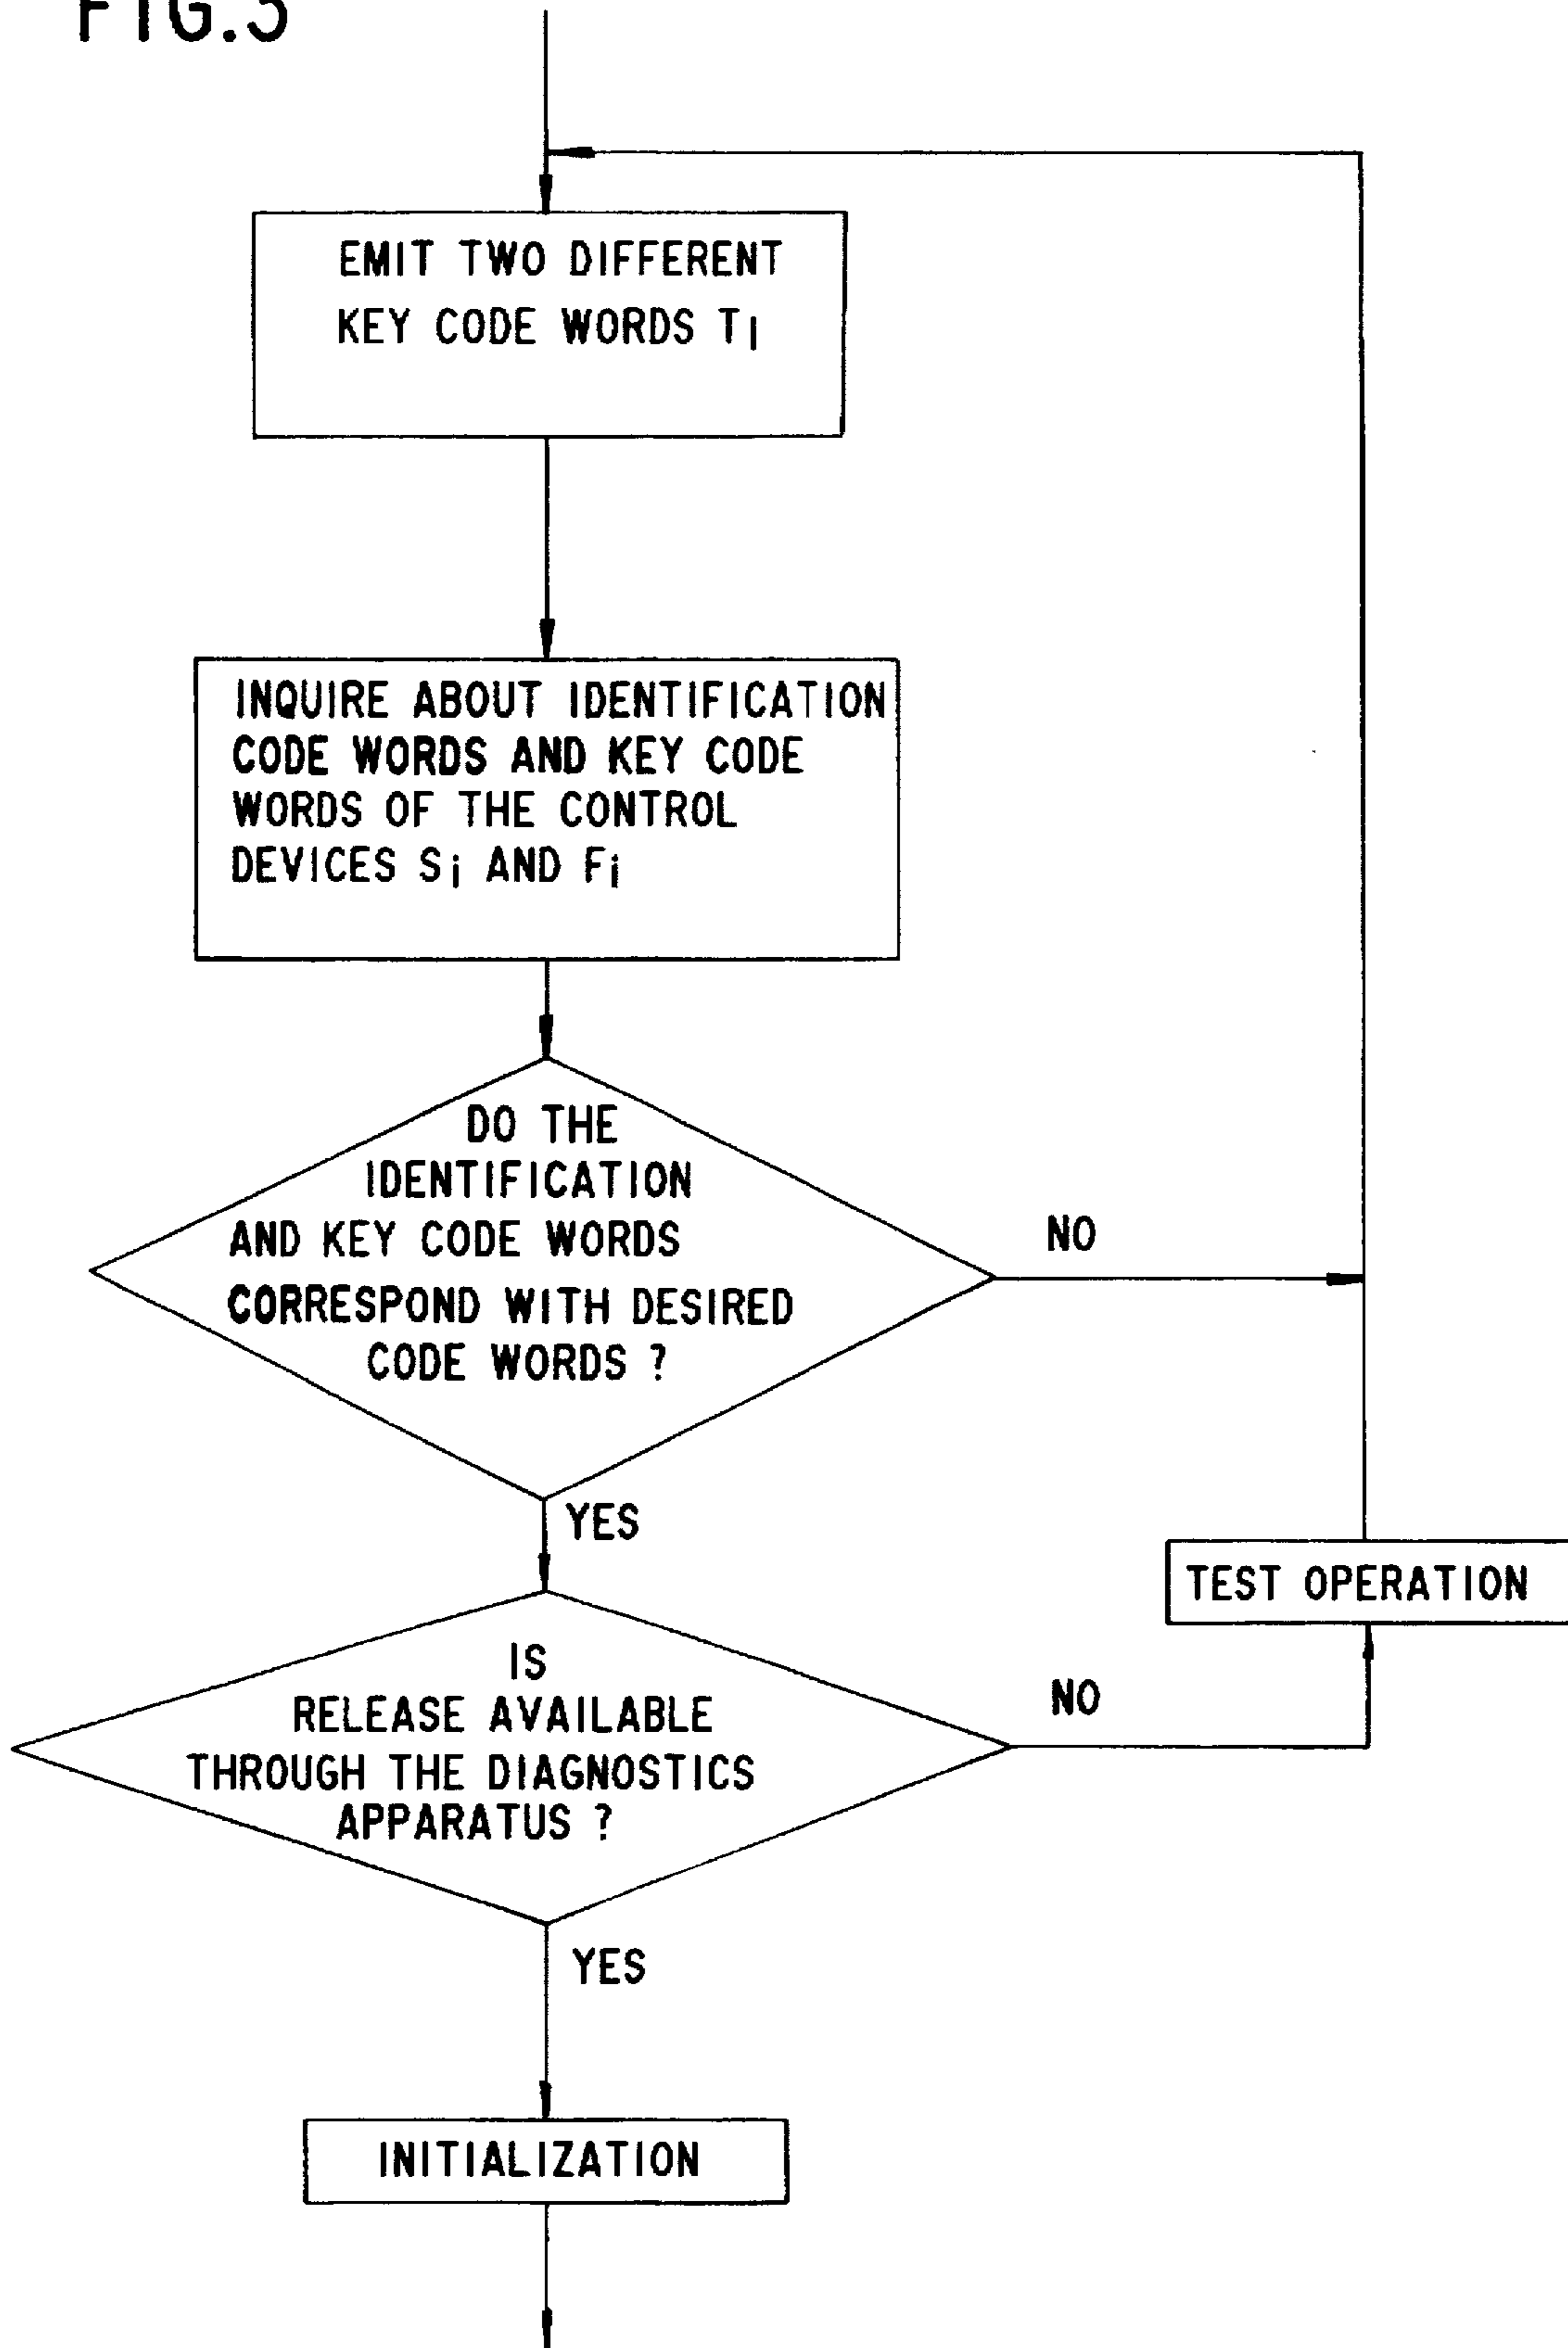 FIG.3
EMIT TWO DIFFERENT
KEY CODE WORDS Ti
INQUIRE ABOUT IDENTIFICATION
CODE WORDS AND KEY CODE
WORDS OF THE CONTROL
DEVICES Si AND Fi
DO THE
IDENTIFICATION
AND KEY CODE WORDS
CORRESPOND WITH DESIRED
CODE WORDS ?
NO
YES
TEST OPERATION
IS
RELEASE AVAILABLE
THROUGH THE DIAGNOSTICS
APPARATUS ?
NO
YES
INITIALIZATION